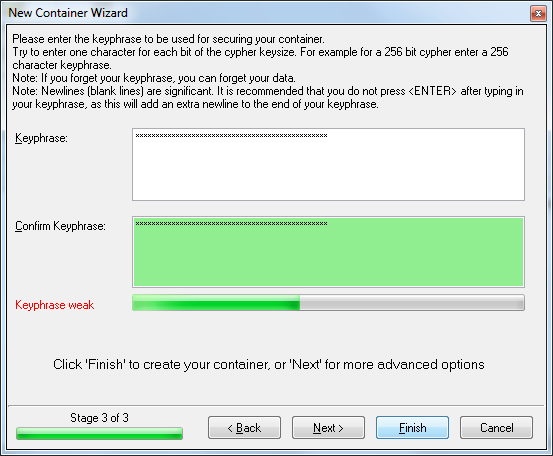 New Container Wizard
Please enter the keyphrase to be used for securing your container.
Try to enter one character for each bit of the cypher keysize. For example for a 256 bit cypher enter a 256
character keyphrase.
Note: If you forget your keyphrase, you can forget your data.
Note: Newlines (blank lines) are significant. It is recommended that you do not press <ENTER> after typing in
your keyphrase, as this will add an extra newline to the end of your keyphrase.
Keyphrase:
Confirm Keyphrase:
Keyphrase weak
Click 'Finish' to create your container, or 'Next' for more advanced options
Stage 3 of 3
< Back
Next >
Finish
Cancel